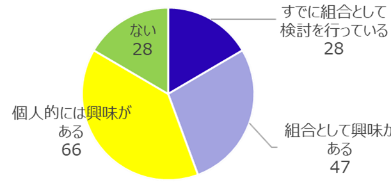 すでに組合として
検討を行っている
28
組合として興味が
ある
47
個人的には興味が
ある
66
ない
28